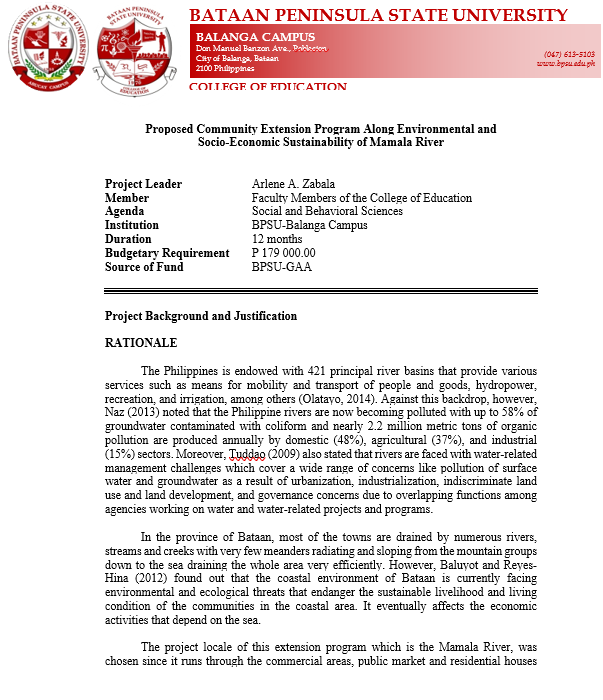 BATAAN PENINSULA STATE UNIVERSITY
BALANGA CAMPUS
Don Manuel Banzon Ave., Poblacion
City of Balanga, Bataan
2100 Philippines
(047) 613-5103
www.bpsu.edu.ph
COLLEGE OF EDUCATION
Proposed Community Extension Program Along Environmental and
Socio-Economic Sustainability of Mamala River
Project Leader Arlene A. Zabala
Member Faculty Members of the College of Education
Agenda Social and Behavioral Sciences
Institution BPSU-Balanga Campus
Duration 12 months
Budgetary Requirement P 179 000.00
Source of Fund BPSU-GAA
Project Background and Justification
RATIONALE
The Philippines is endowed with 421 principal river basins that provide various
services such as means for mobility and transport of people and goods, hydropower,
recreation, and irrigation, among others (Olatayo, 2014). Against this backdrop, however,
Naz (2013) noted that the Philippine rivers are now becoming polluted with up to 58% of
groundwater contaminated with coliform and nearly 2.2 million metric tons of organic
pollution are produced annually by domestic (48%), agricultural (37%), and industrial
(15%) sectors. Moreover, Tuddao (2009) also stated that rivers are faced with water-related
management challenges which cover a wide range of concerns like pollution of surface
water and groundwater as a result of urbanization, industrialization, indiscriminate land
use and land development, and governance concerns due to overlapping functions among
agencies working on water and water-related projects and programs.
In the province of Bataan, most of the towns are drained by numerous rivers,
streams and creeks with very few meanders radiating and sloping from the mountain groups
down to the sea draining the whole area very efficiently. However, Baluyot and Reyes-
Hina (2012) found out that the coastal environment of Bataan is currently facing
environmental and ecological threats that endanger the sustainable livelihood and living
condition of the communities in the coastal area. It eventually affects the economic
activities that depend on the sea.
The project locale of this extension program which is the Mamala River, was
chosen since it runs through the commercial areas, public market and residential houses